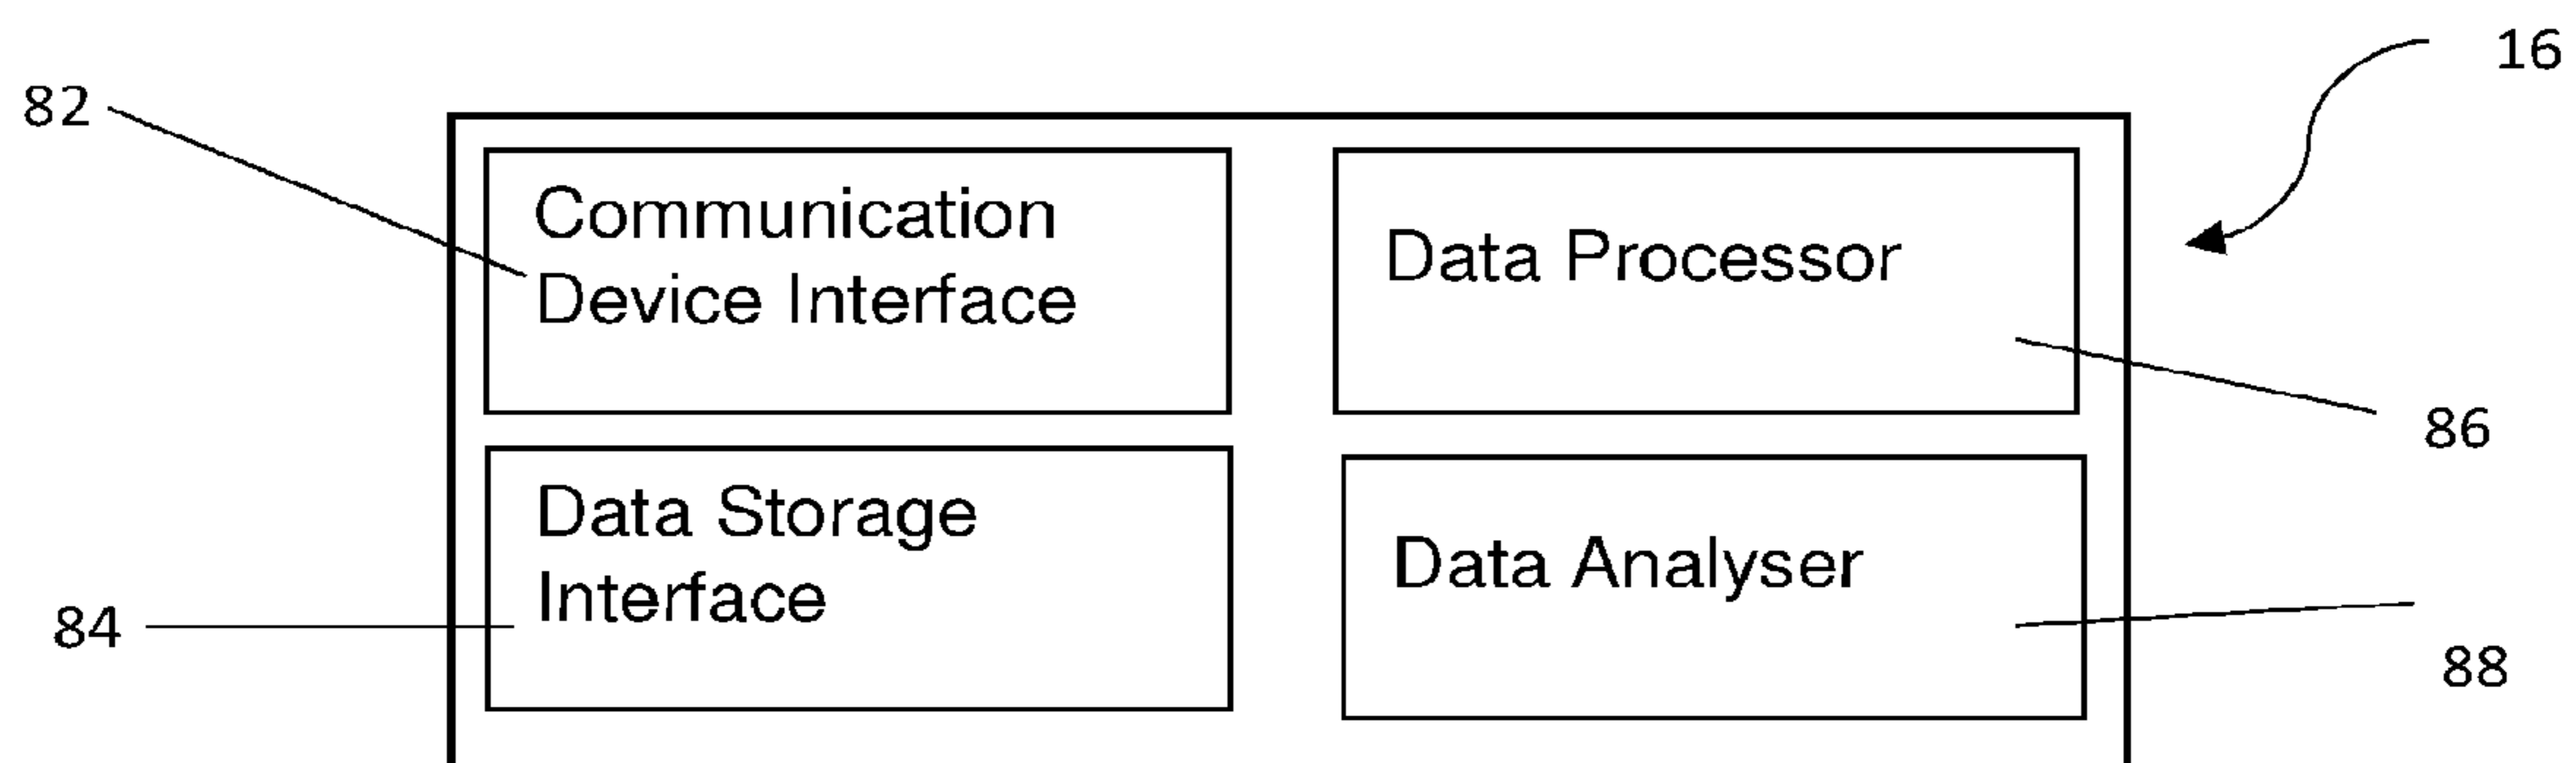 16
82
Communication
Device Interface
Data Processor
86
Data Storage
Interface
Data Analyser
84
88